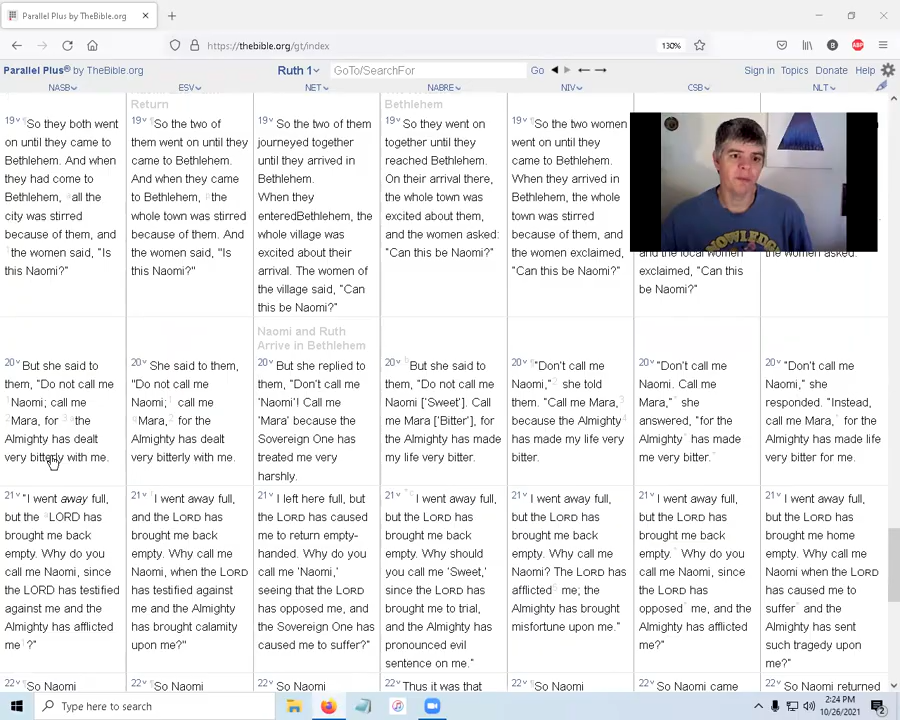 Parallel Plus by TheBible.org
https://thebible.org/gt/index
130%
Parallel Plus® by TheBible.org
Ruth 1
GoTo/SearchFor
Go
Sign in Topics Donate Help
NASB
ESV
NET
NABRE
NIV
CSB
NLT
19 So they both went
on until they came to
Bethlehem. And when
they had come to
Bethlehem, all the
city was stirred
because of them, and
the women said, "Is
this Naomi?"
Return
19 So the two of
them went on until they
came to Bethlehem.
And when they came
to Bethlehem, the
whole town was stirred
because of them. And
the women said, "Is
this Naomi?"
19 So the two of them
journeyed together
until they arrived in
Bethlehem.
When they
enteredBethlehem, the
whole village was
excited about their
arrival. The women of
the village said, "Can
this be Naomi?"
Bethlehem
19 So they went on
together until they
reached Bethlehem.
On their arrival there,
the whole town was
excited about them,
and the women asked:
"Can this be Naomi?"
19 So the two women
went on until they
came to Bethlehem.
When they arrived in
Bethlehem, the whole
town was stirred
because of them, and
the women exclaimed,
"Can this be Naomi?"
and the local women
exclaimed, "Can this
be Naomi?"
the women asked.
KNOWLEDG
20 But she said to
them, "Do not call me
Naomi; call me
Mara, for the
Almighty has dealt
very bitterly with me.
20 She said to them,
"Do not call me
Naomi; call me
Mara, for the
Almighty has dealt
very bitterly with me.
Naomi and Ruth
Arrive in Bethlehem
20 But she replied to
them, "Don't call me
'Naomi'! Call me
'Mara' because the
Sovereign One has
treated me very
harshly.
20 But she said to
them, "Do not call me
Naomi ['Sweet']. Call
me Mara ['Bitter'], for
the Almighty has made
my life very bitter.
20 "Don't call me
Naomi," she told
them. "Call me Mara,
because the Almighty
has made my life very
bitter.
20 "Don't call me
Naomi. Call me
Mara," she
answered, "for the
Almighty has made
me very bitter.
20 "Don't call me
Naomi," she
responded. "Instead,
call me Mara, for the
Almighty has made life
very bitter for me.
21 "I went away full,
but the LORD has
brought me back
empty. Why do you
call me Naomi, since
the LORD has testified
against me and the
Almighty has afflicted
me ?"
21 I went away full,
and the LORD has
brought me back
empty. Why call me
Naomi, when the LORD
has testified against
me and the Almighty
has brought calamity
upon me?"
21 I left here full, but
the LORD has caused
me to return empty-
handed. Why do you
call me 'Naomi,'
seeing that the LORD
has opposed me, and
the Sovereign One has
caused me to suffer?"
21 I went away full,
but the LORD has
brought me back
empty. Why should
you call me 'Sweet,'
since the LORD has
brought me to trial,
and the Almighty has
pronounced evil
sentence on me."
21 I went away full,
but the LORD has
brought me back
empty. Why call me
Naomi? The LORD has
afflicted me; the
Almighty has brought
misfortune upon me."
21 I went away full,
but the LORD has
brought me back
empty. Why do you
call me Naomi, since
the LORD has
opposed me, and the
Almighty has afflicted
me?"
21 I went away full,
but the LORD has
brought me home
empty. Why call me
Naomi when the LORD
has caused me to
suffer and the
Almighty has sent
such tragedy upon
me?"
22 So Naomi
22 So Naomi
22 So Naomi
22 Thus it was that
22 So Naomi
22 So Naomi came
22 So Naomi returned
Type here to search
2:24 PM
10/26/2021